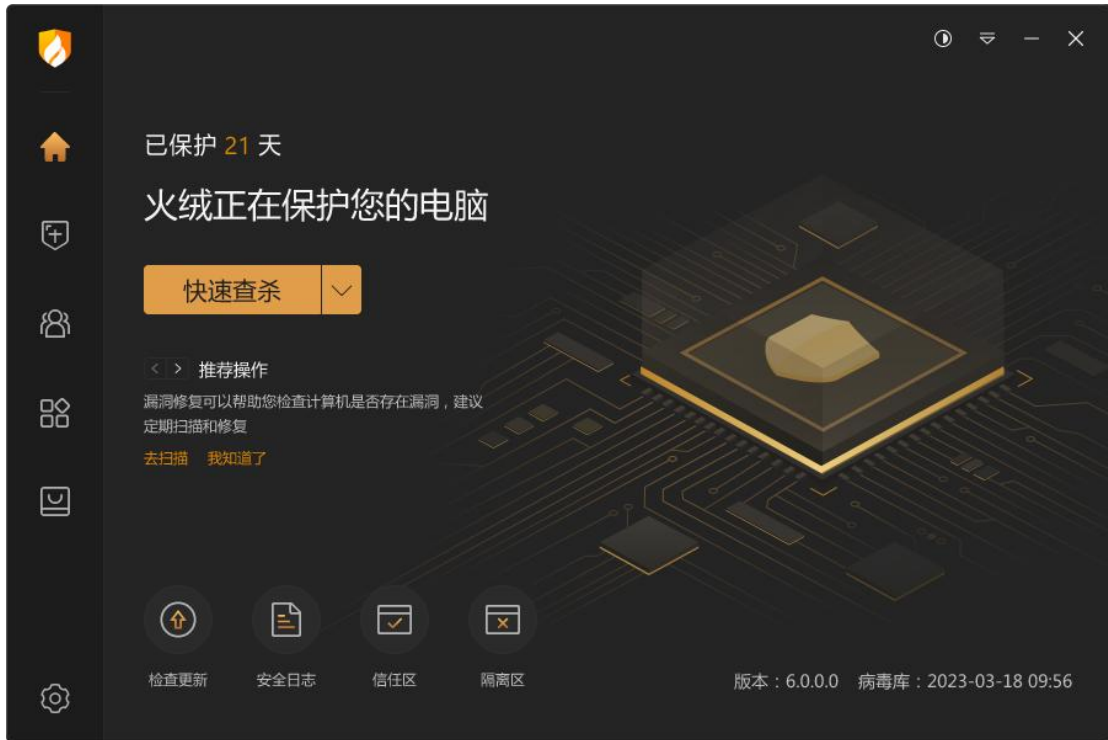 已保护 21 天
火绒正在保护您的电脑
快速查杀
推荐操作
漏洞修复可以帮助您检查计算机是否存在漏洞，建议
定期扫描和修复
去扫描 我知道了
检查更新 安全日志 信任区 隔离区
版本：6.0.0.0 病毒库：2023-03-18 09:56